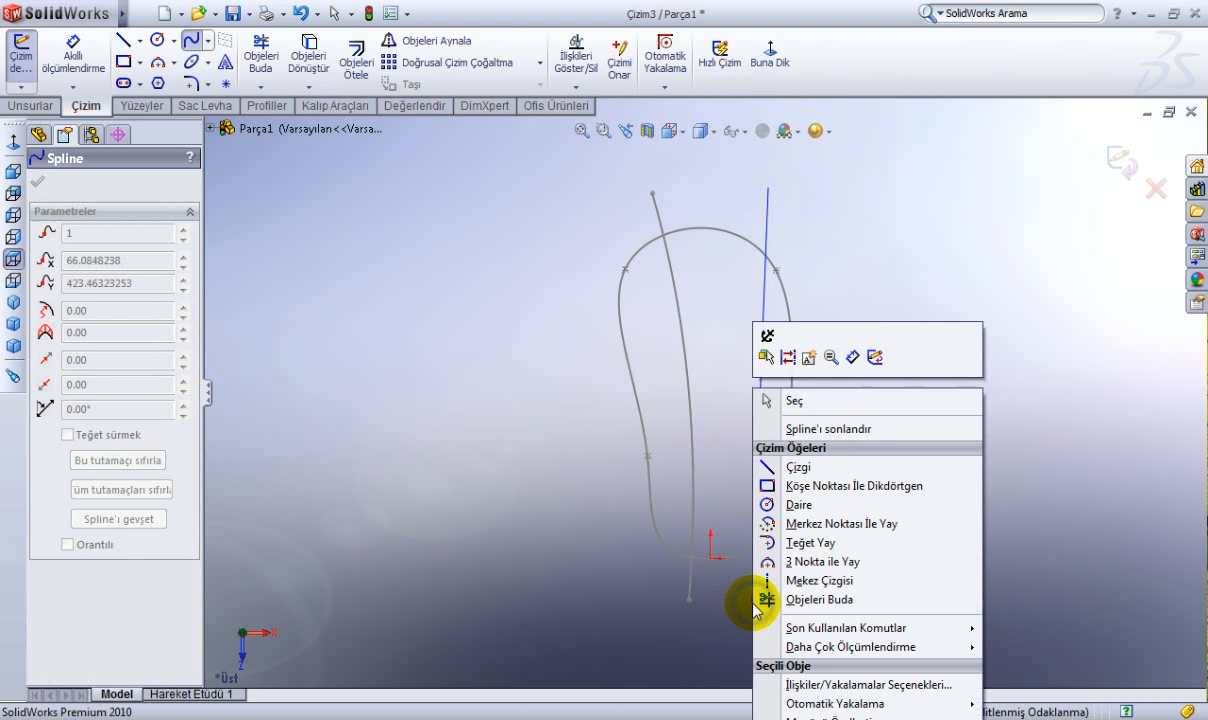 SolidWorks
Çizim3 / Parça1 *
SolidWorks Arama
Çizim
de...
Akıllı
ölçümlendirme
Objeleri
Buda
Objeleri
Dönüştür
Objeleri
Ötele
Objeleri Aynala
Doğrusal Çizim Çoğaltma
Taşı
İlişkileri
Göster/Sil
Çizimi
Onar
Otomatik
Yakalama
Hızlı Çizim
Buna Dik
Unsurlar
Çizim
Yüzeyler
Sac Levha
Profiller
Kalıp Araçları
Değerlendir
DimXpert
Ofis Ürünleri
Parça1 (Varsayılan<<Varsa...
Spline
?
Parametreler
1
66.0848238
423.46323253
0.00
0.00
0.00
0.00
0.00°
Teğet sürmek
Bu tutamaçı sıfırla
üm tutamaçları sıfırla
Spline'ı gevşet
Orantılı
Seç
Spline'ı sonlandır
Çizim Öğeleri
Çizgi
Köşe Noktası İle Dikdörtgen
Daire
Merkez Noktası İle Yay
Teğet Yay
3 Nokta ile Yay
Mekez Çizgisi
Objeleri Buda
Son Kullanılan Komutlar
Daha Çok Ölçümlendirme
Seçili Obje
İlişkiler/Yakalamalar Seçenekleri...
Otomatik Yakalama
X
Z
*Üst
Model
Hareket Etüdü 1
SolidWorks Premium 2010
Odaklanma)